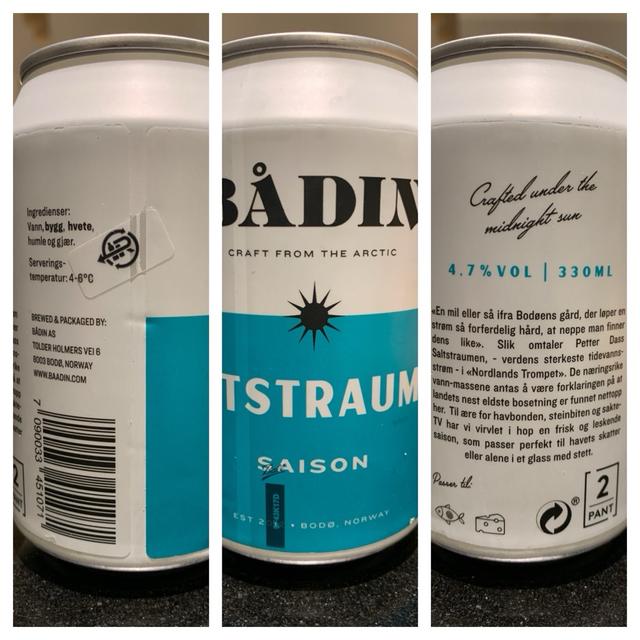 Ingredienser:
Vann, bygg, hvete,
humle og gjær.
Serverings-
temperatur: 4-6°C
BREWED & PACKAGED BY:
BÅDIN AS
TOLDER HOLMERS VEI 6
8003 BODØ, NORWAY
WWW.BAADIN.COM
7 090033 451071
BÅDIN
CRAFT FROM THE ARCTIC
TSTRAUM
SAISON
EST • BODØ, NORWAY
Crafted under the
midnight sun
4.7% VOL | 330ML
«En mil eller så ifra Bodøens gård, der løper en
strøm så forferdelig hård, at neppe man finner
dens like». Slik omtaler Petter Dass
Saltstraumen, - verdens sterkeste tidevanns-
strøm - i «Nordlands Trompet». De næringsrike
vann-massene antas å være forklaringen på at
landets nest eldste bosetning er funnet nettopp
her. Til ære for havbonden, steinbiten og sakte-
TV har vi virvlet i hop en frisk og leskende
saison, som passer perfekt til havets skatter
eller alene i et glass med stett.
Passer til:
®
2
PANT